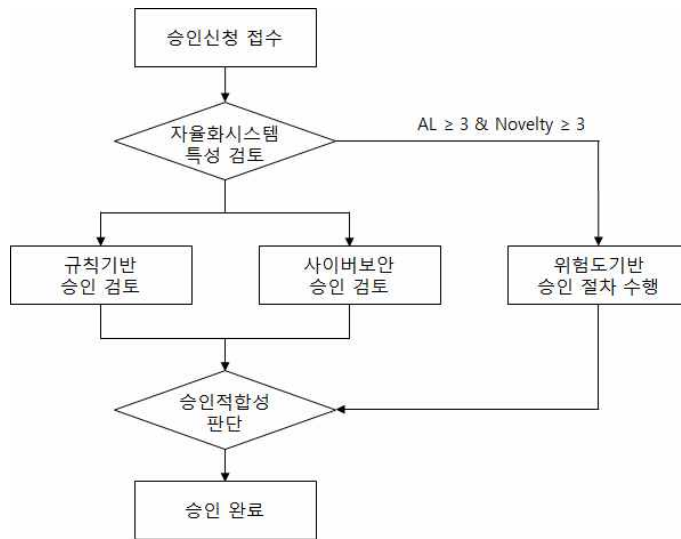 승인신청 접수
자율화시스템
특성 검토
AL ≥ 3 & Novelty ≥ 3
규칙기반
승인 검토
사이버보안
승인 검토
위험도기반
승인 절차 수행
승인적합성
판단
승인 완료